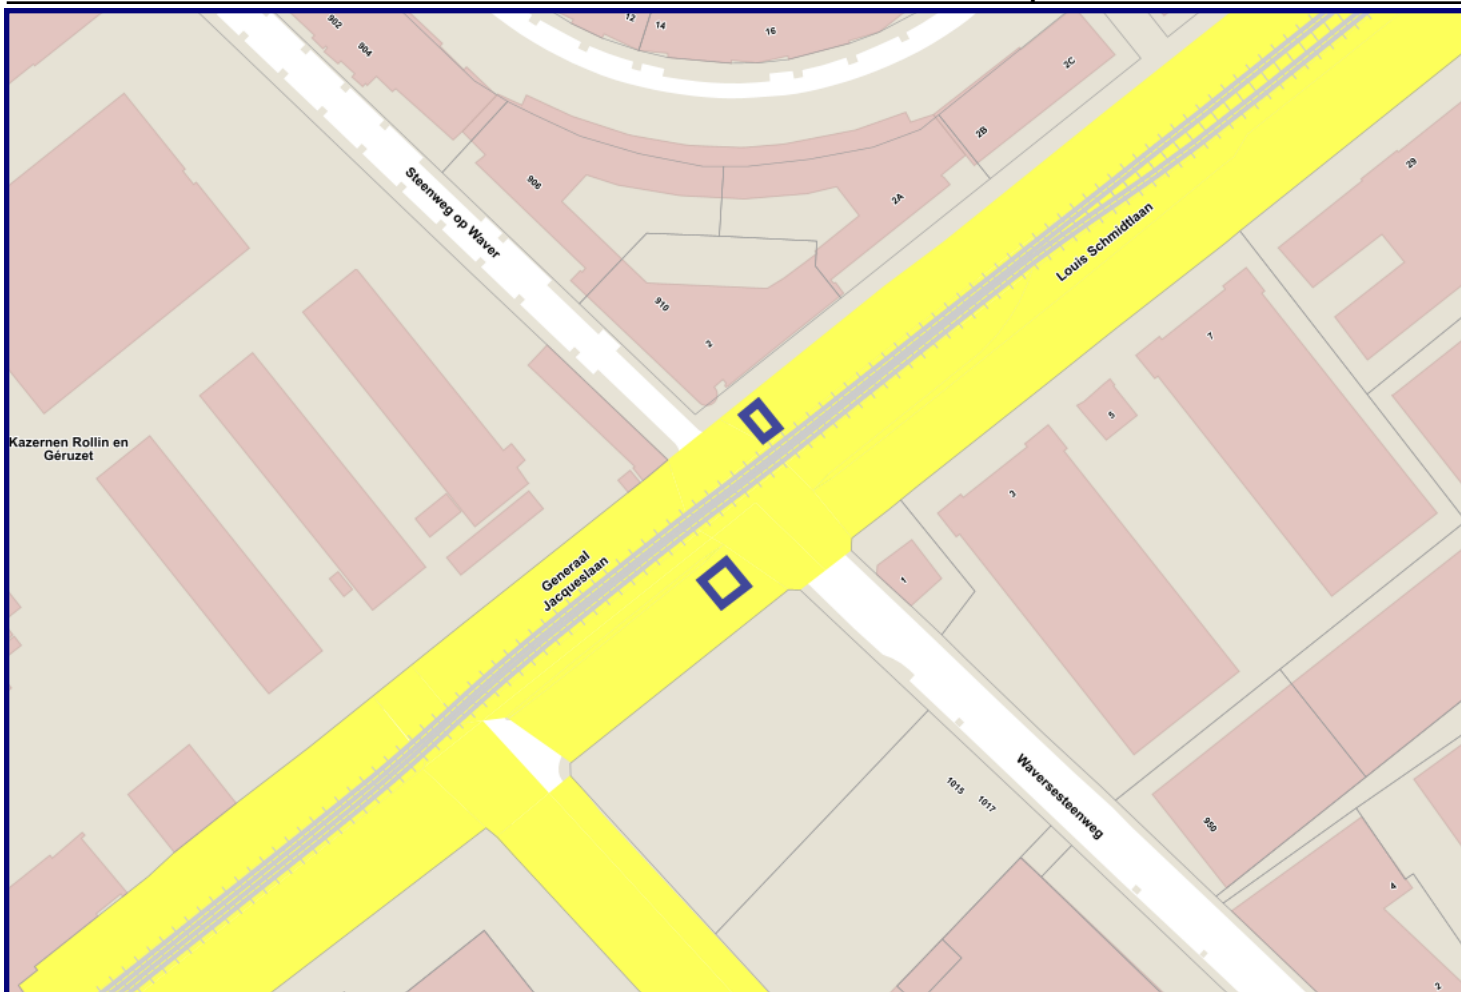 902
904
12
14
16
2C
2B
29
906
2A
Steenweg op Waver
Louis Schmidtlaan
910
2
7
5
Kazernen Rollin en
Géruzet
3
Generaal
Jacqueslaan
1
1015
1017
Waversesteenweg
950
4
2